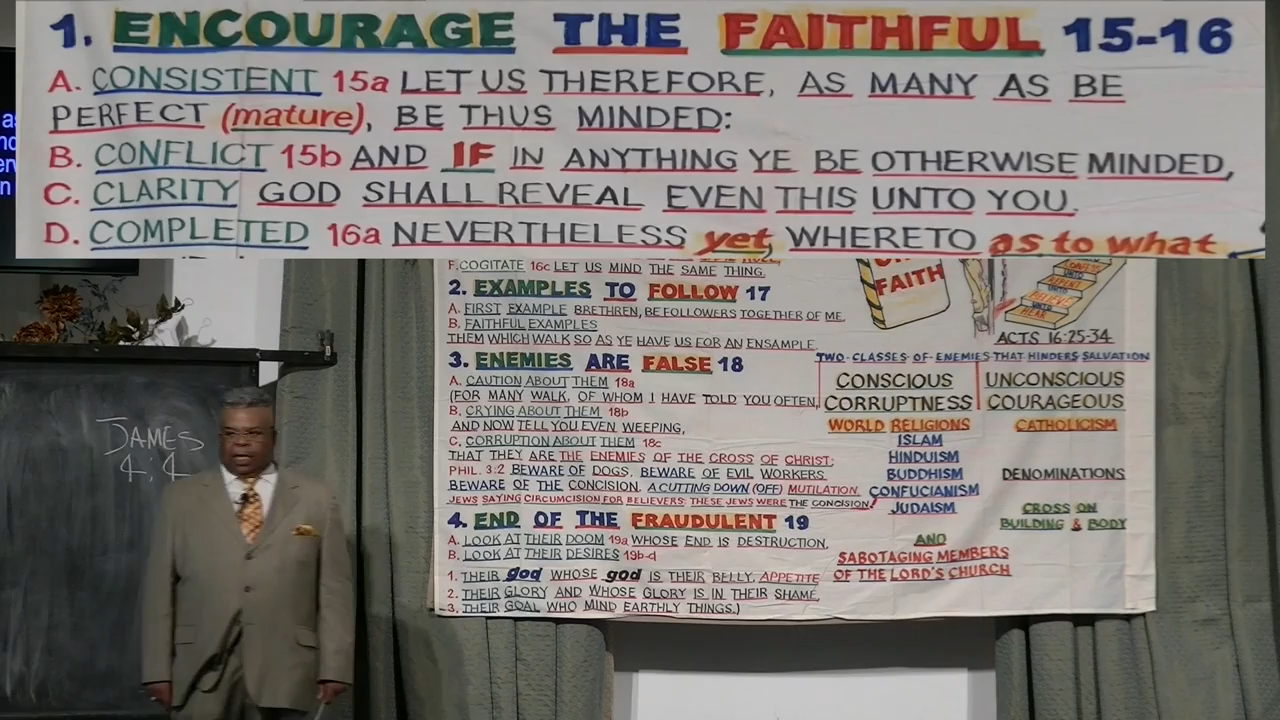 1. ENCOURAGE THE FAITHFUL 15-16
A. CONSISTENT 15a LET US THEREFORE, AS MANY AS BE
PERFECT (mature), BE THUS MINDED:
B. CONFLICT 15b AND IF IN ANYTHING YE BE OTHERWISE MINDED,
C. CLARITY GOD SHALL REVEAL EVEN THIS UNTO YOU.
D. COMPLETED 16a NEVERTHELESS yet, WHERETO as to what
F. COGITATE 16c LET US MIND THE SAME THING.
2. EXAMPLES TO FOLLOW 17
A. FIRST EXAMPLE BRETHREN, BE FOLLOWERS TOGETHER OF ME,
B. FAITHFUL EXAMPLES
THEM WHICH WALK SO AS YE HAVE US FOR AN ENSAMPLE.
3. ENEMIES ARE FALSE 18
A. CAUTION ABOUT THEM 18a
(FOR MANY WALK, OF WHOM I HAVE TOLD YOU OFTEN,
B. CRYING ABOUT THEM 18b
AND NOW TELL YOU EVEN WEEPING,
C. CORRUPTION ABOUT THEM 18c
THAT THEY ARE THE ENEMIES OF THE CROSS OF CHRIST:
PHIL. 3:2 BEWARE OF DOGS, BEWARE OF EVIL WORKERS,
BEWARE OF THE CONCISION, A CUTTING DOWN (OFF) MUTILATION,
JEWS SAYING CIRCUMCISION FOR BELIEVERS: THESE JEWS WERE THE CONCISION,
4. END OF THE FRAUDULENT 19
A. LOOK AT THEIR DOOM 19a WHOSE END IS DESTRUCTION,
B. LOOK AT THEIR DESIRES 19b-d
1. THEIR god WHOSE god IS THEIR BELLY, APPETITE
2. THEIR GLORY AND WHOSE GLORY IS IN THEIR SHAME,
3. THEIR GOAL WHO MIND EARTHLY THINGS.)
FAITH
REPENT
UNTO
BELIEVE
UNTO
HEAR
ACTS 16:25-34
TWO CLASSES OF ENEMIES THAT HINDERS SALVATION
CONSCIOUS
CORRUPTNESS
WORLD RELIGIONS
ISLAM
HINDUISM
BUDDHISM
CONFUCIANISM
JUDAISM
AND
SABOTAGING MEMBERS
OF THE LORD'S CHURCH
UNCONSCIOUS
COURAGEOUS
CATHOLICISM
DENOMINATIONS
CROSS ON
BUILDING & BODY
JAMES
4:4